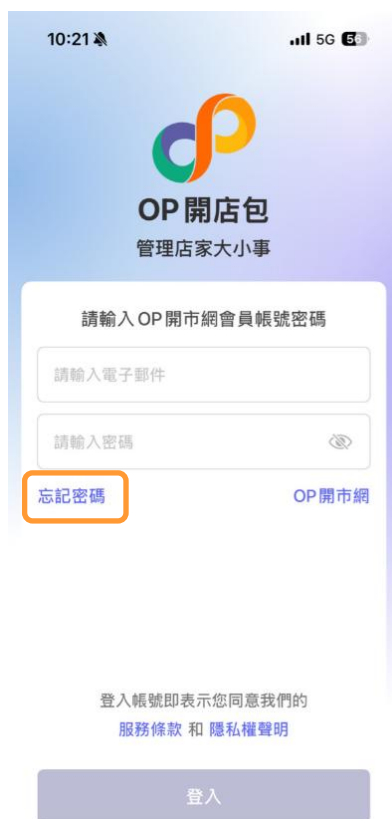 10:21
5G 56
OP 開店包
管理店家大小事
請輸入 OP 開市網會員帳號密碼
請輸入電子郵件
請輸入密碼
忘記密碼
OP 開市網
登入帳號即表示您同意我們的
服務條款 和 隱私權聲明
登入